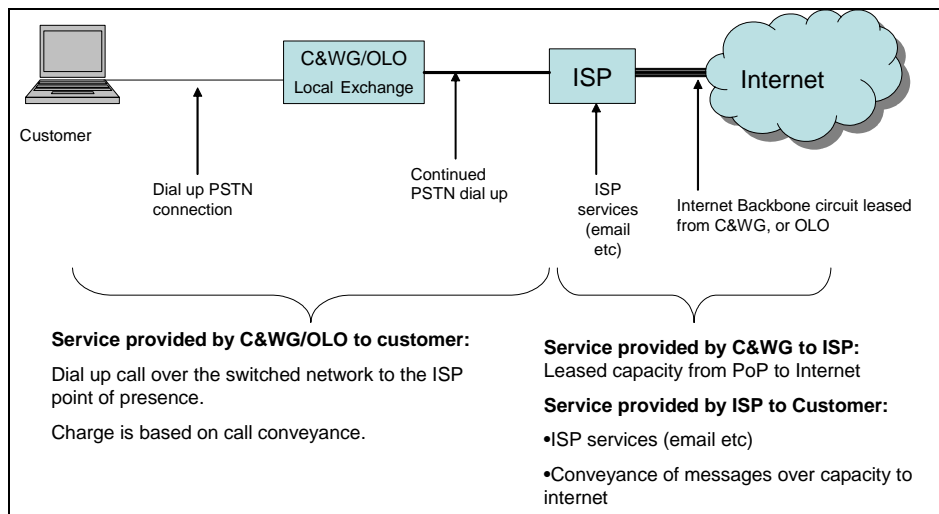 C&WG/OLO
Local Exchange
ISP
Internet
Customer
Dial up PSTN
connection
Continued
PSTN dial up
ISP
services
(email
etc)
Internet Backbone circuit leased
from C&WG, or OLO
Service provided by C&WG/OLO to customer:
Dial up call over the switched network to the ISP
point of presence.
Charge is based on call conveyance.
Service provided by C&WG to ISP:
Leased capacity from PoP to Internet
Service provided by ISP to Customer:
•ISP services (email etc)
•Conveyance of messages over capacity to
internet